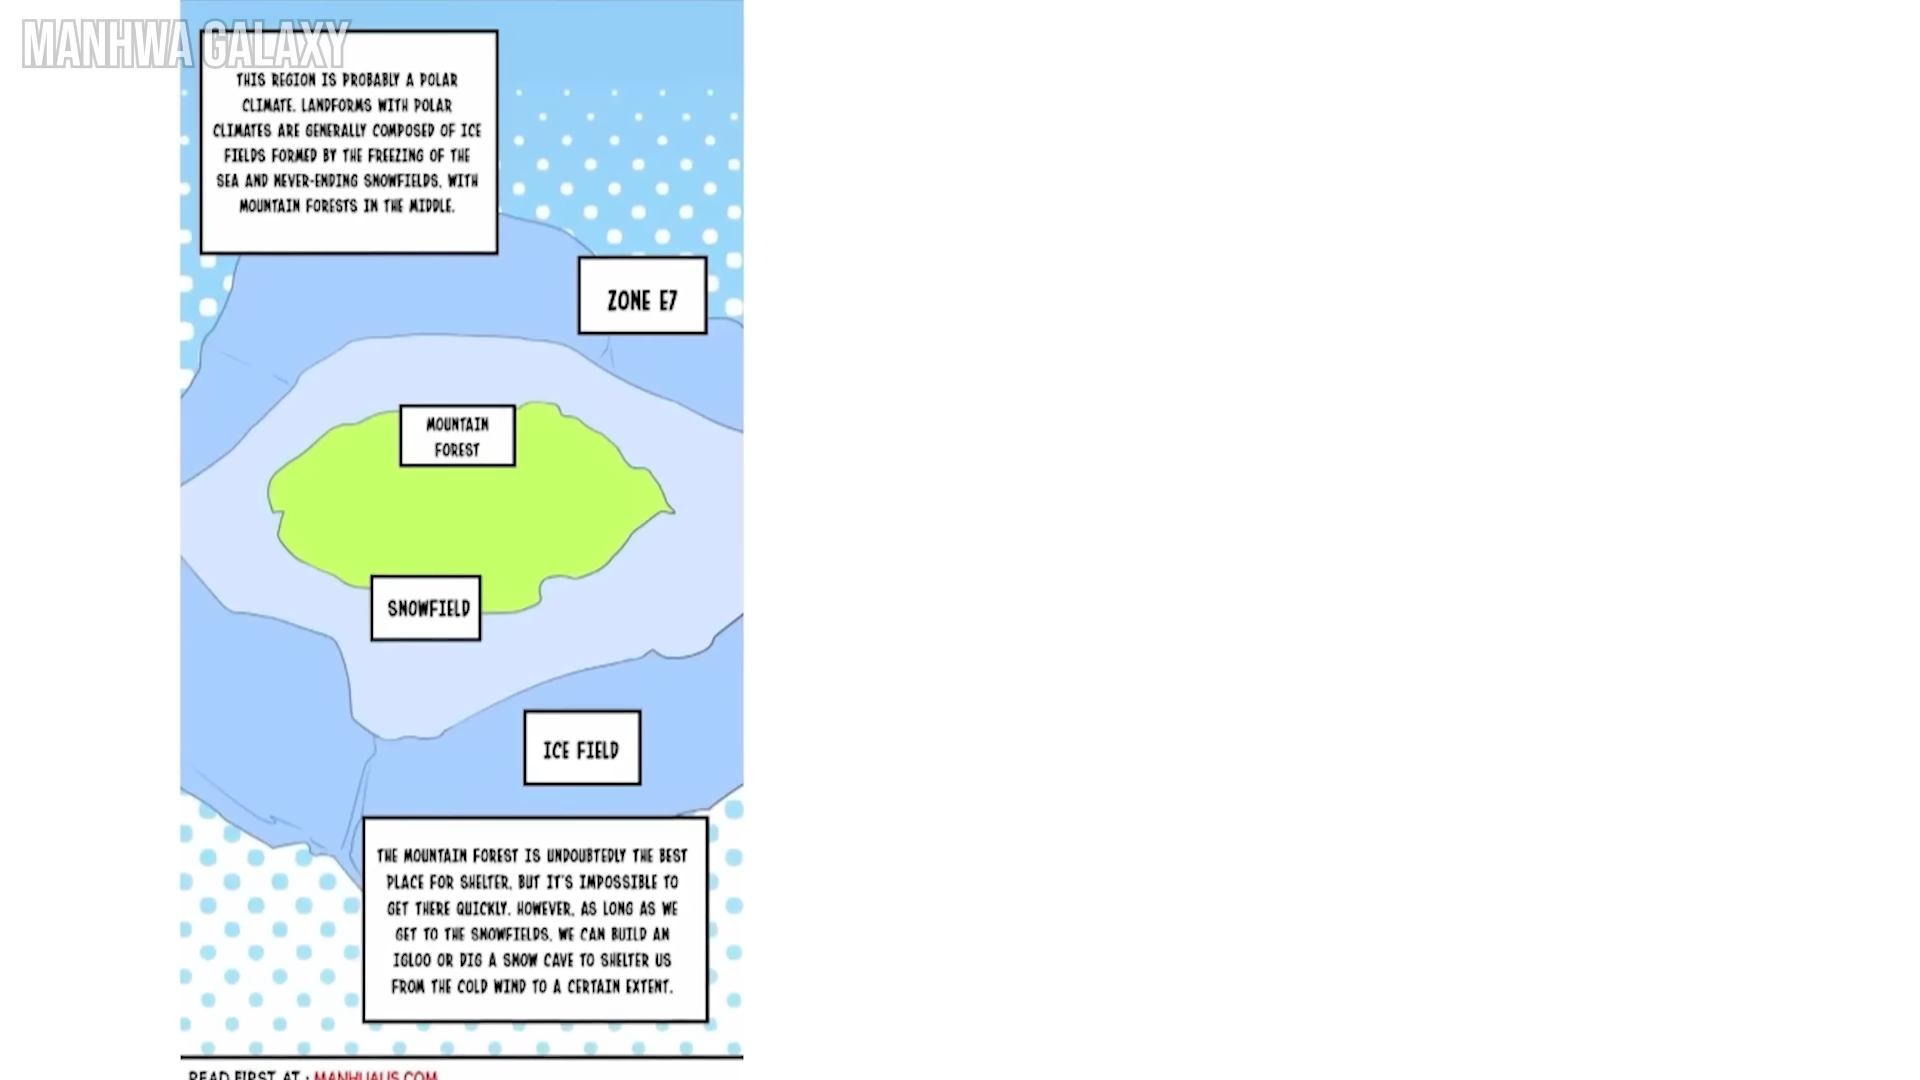 MANHWA GALAXY
THIS REGION IS PROBABLY A POLAR
CLIMATE. LANDFORMS WITH POLAR
CLIMATES ARE GENERALLY COMPOSED OF ICE
FIELDS FORMED BY THE FREEZING OF THE
SEA AND NEVER-ENDING SNOWFIELDS, WITH
MOUNTAIN FORESTS IN THE MIDDLE.
ZONE E7
MOUNTAIN
FOREST
SNOWFIELD
ICE FIELD
THE MOUNTAIN FOREST IS UNDOUBTEDLY THE BEST
PLACE FOR SHELTER, BUT IT'S IMPOSSIBLE TO
GET THERE QUICKLY. HOWEVER, AS LONG AS WE
GET TO THE SNOWFIELDS, WE CAN BUILD AN
IGLOO OR DIG A SNOW CAVE TO SHELTER US
FROM THE COLD WIND TO A CERTAIN EXTENT.
READ FIRST AT : MANHUAUS.COM